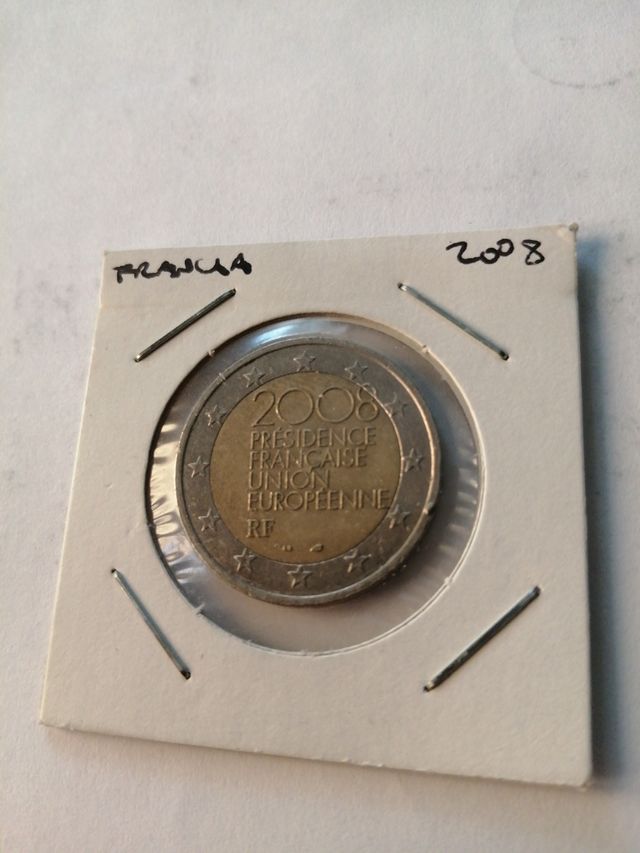 FRANCIA 2008
2008
PRÉSIDENCE
FRANÇAISE
UNION
EUROPÉENNE
RF